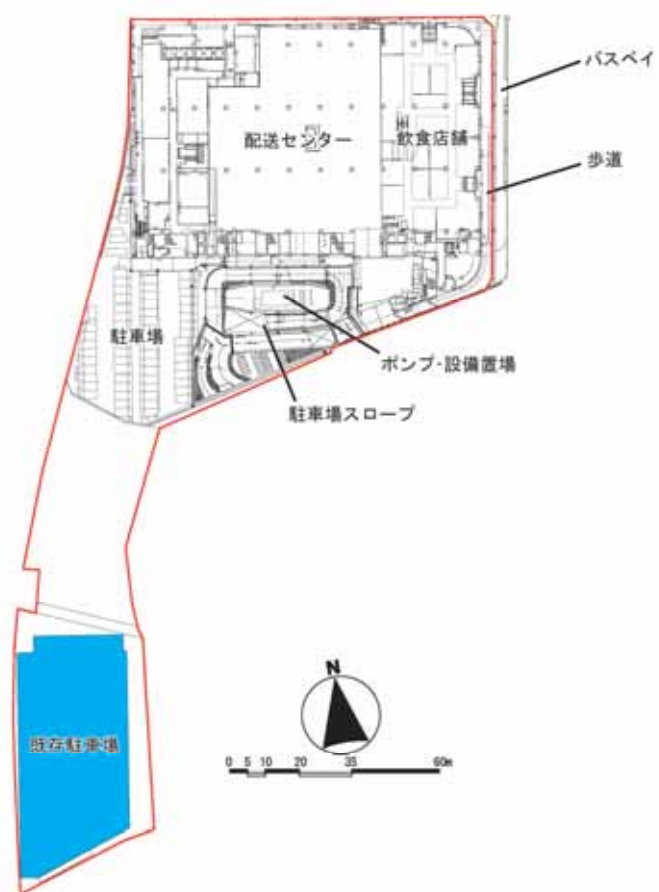 バスベイ
配送センター
飲食店舗
歩道
駐車場
ポンプ・設備置場
駐車場スロープ
N
0 5 10 20 35 60m
既存駐車場